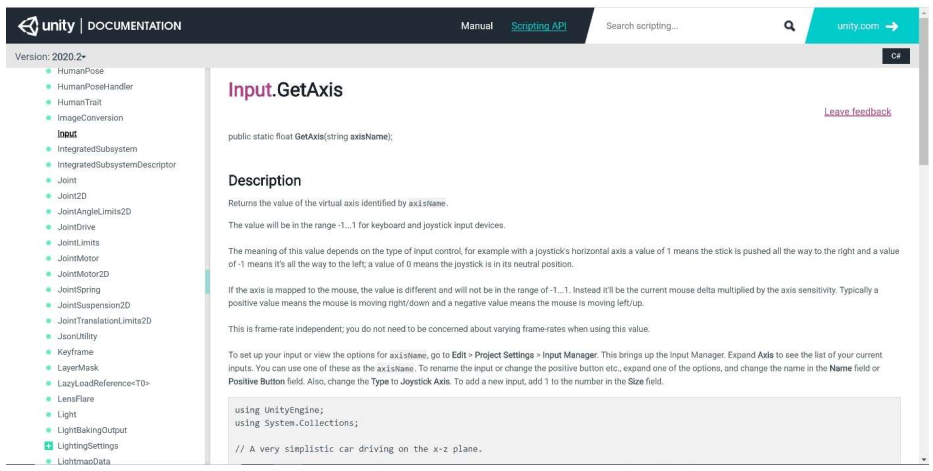 unity | DOCUMENTATION
Manual
Scripting API
Search scripting...
unity.com →
Version: 2020.2
C#
HumanPose
HumanPoseHandler
HumanTrait
ImageConversion
Input
IntegratedSubsystem
IntegratedSubsystemDescriptor
Joint
Joint2D
JointAngleLimits2D
JointDrive
JointLimits
JointMotor
JointMotor2D
JointSpring
JointSuspension2D
JointTranslationLimits2D
JsonUtility
Keyframe
LayerMask
LazyLoadReference<T0>
LensFlare
Light
LightBakingOutput
LightingSettings
LightmapData
Input.GetAxis
Leave feedback
public static float GetAxis(string axisName);
Description
Returns the value of the virtual axis identified by axisName.
The value will be in the range -1...1 for keyboard and joystick input devices.
The meaning of this value depends on the type of input control, for example with a joystick's horizontal axis a value of 1 means the stick is pushed all the way to the right and a value
of -1 means it's all the way to the left; a value of 0 means the joystick is in its neutral position.
If the axis is mapped to the mouse, the value is different and will not be in the range of -1...1. Instead it'll be the current mouse delta multiplied by the axis sensitivity. Typically a
positive value means the mouse is moving right/down and a negative value means the mouse is moving left/up.
This is frame-rate independent; you do not need to be concerned about varying frame-rates when using this value.
To set up your input or view the options for axisName, go to Edit > Project Settings > Input Manager. This brings up the Input Manager. Expand Axis to see the list of your current
inputs. You can use one of these as the axisName. To rename the input or change the positive button etc., expand one of the options, and change the name in the Name field or
Positive Button field. Also, change the Type to Joystick Axis. To add a new input, add 1 to the number in the Size field.
using UnityEngine;
using System.Collections;
// A very simplistic car driving on the x-z plane.